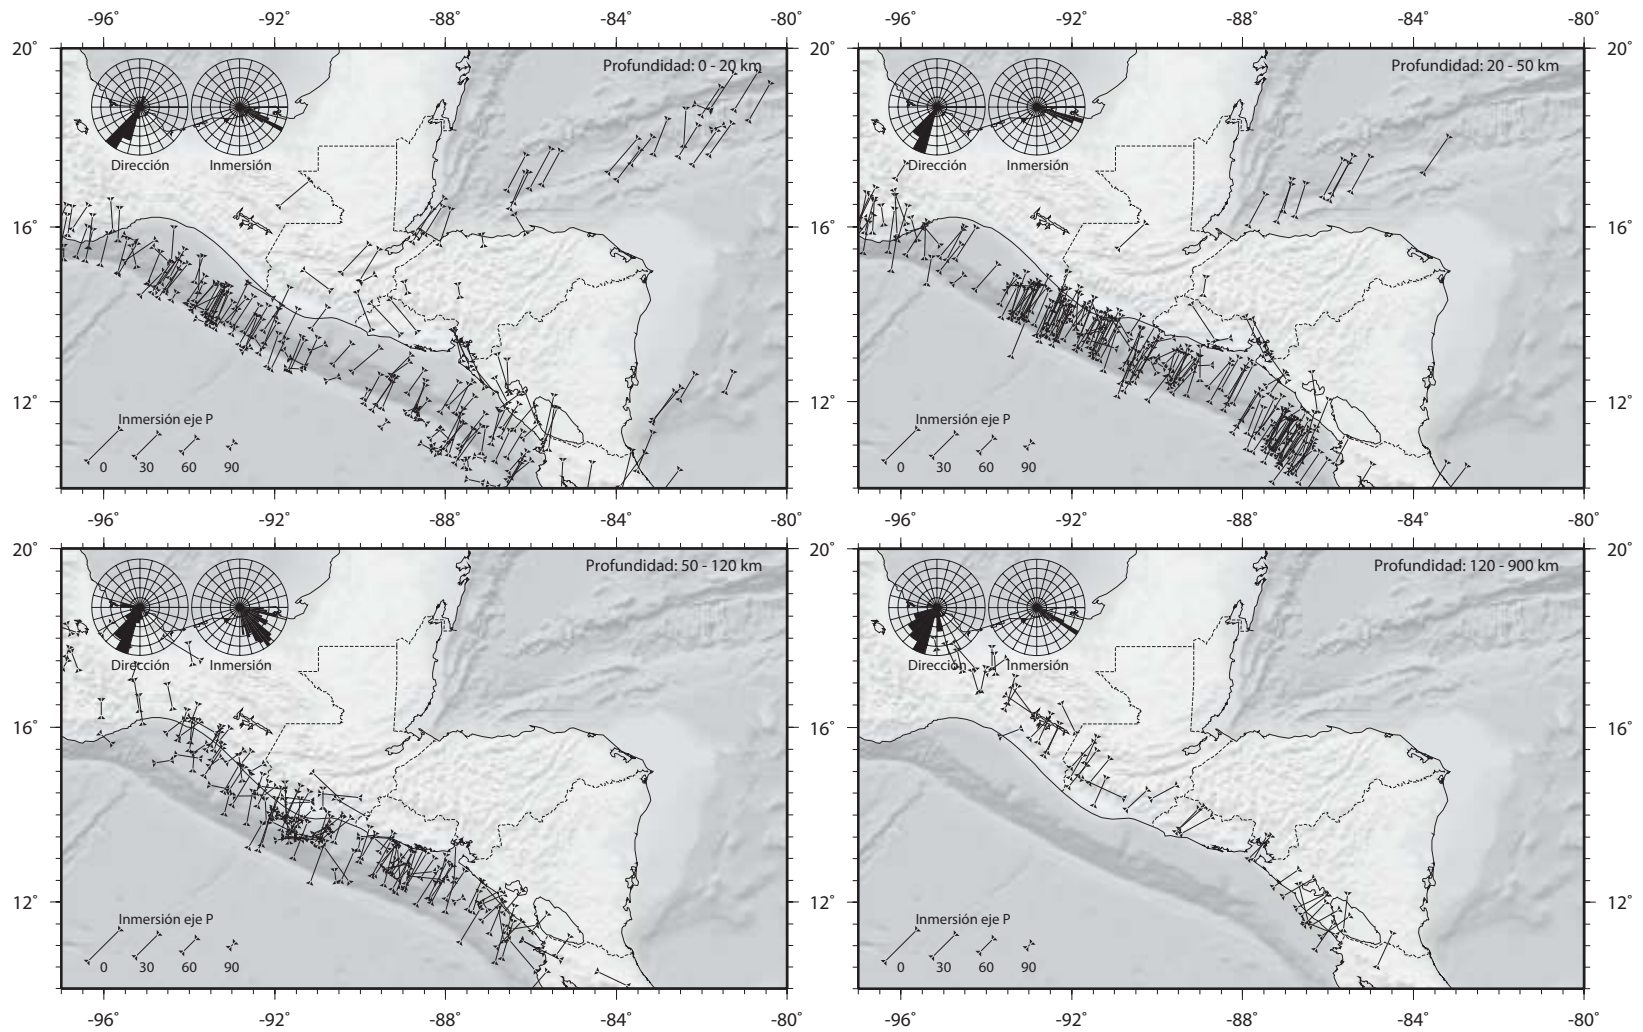 -96° -92° -88° -84° -80° -96° -92° -88° -84° -80°
20° 20° 20°
Profundidad: 0 - 20 km Profundidad: 20 - 50 km
Dirección Inmersión Dirección Inmersión
16° 16° 16°
12° 12° 12°
Inmersión eje P Inmersión eje P
0 30 60 90 0 30 60 90
-96° -92° -88° -84° -80° -96° -92° -88° -84° -80°
20° 20° 20°
Profundidad: 50 - 120 km Profundidad: 120 - 900 km
Dirección Inmersión Dirección Inmersión
16° 16° 16°
12° 12° 12°
Inmersión eje P Inmersión eje P
0 30 60 90 0 30 60 90
-96° -92° -88° -84° -80° -96° -92° -88° -84° -80°